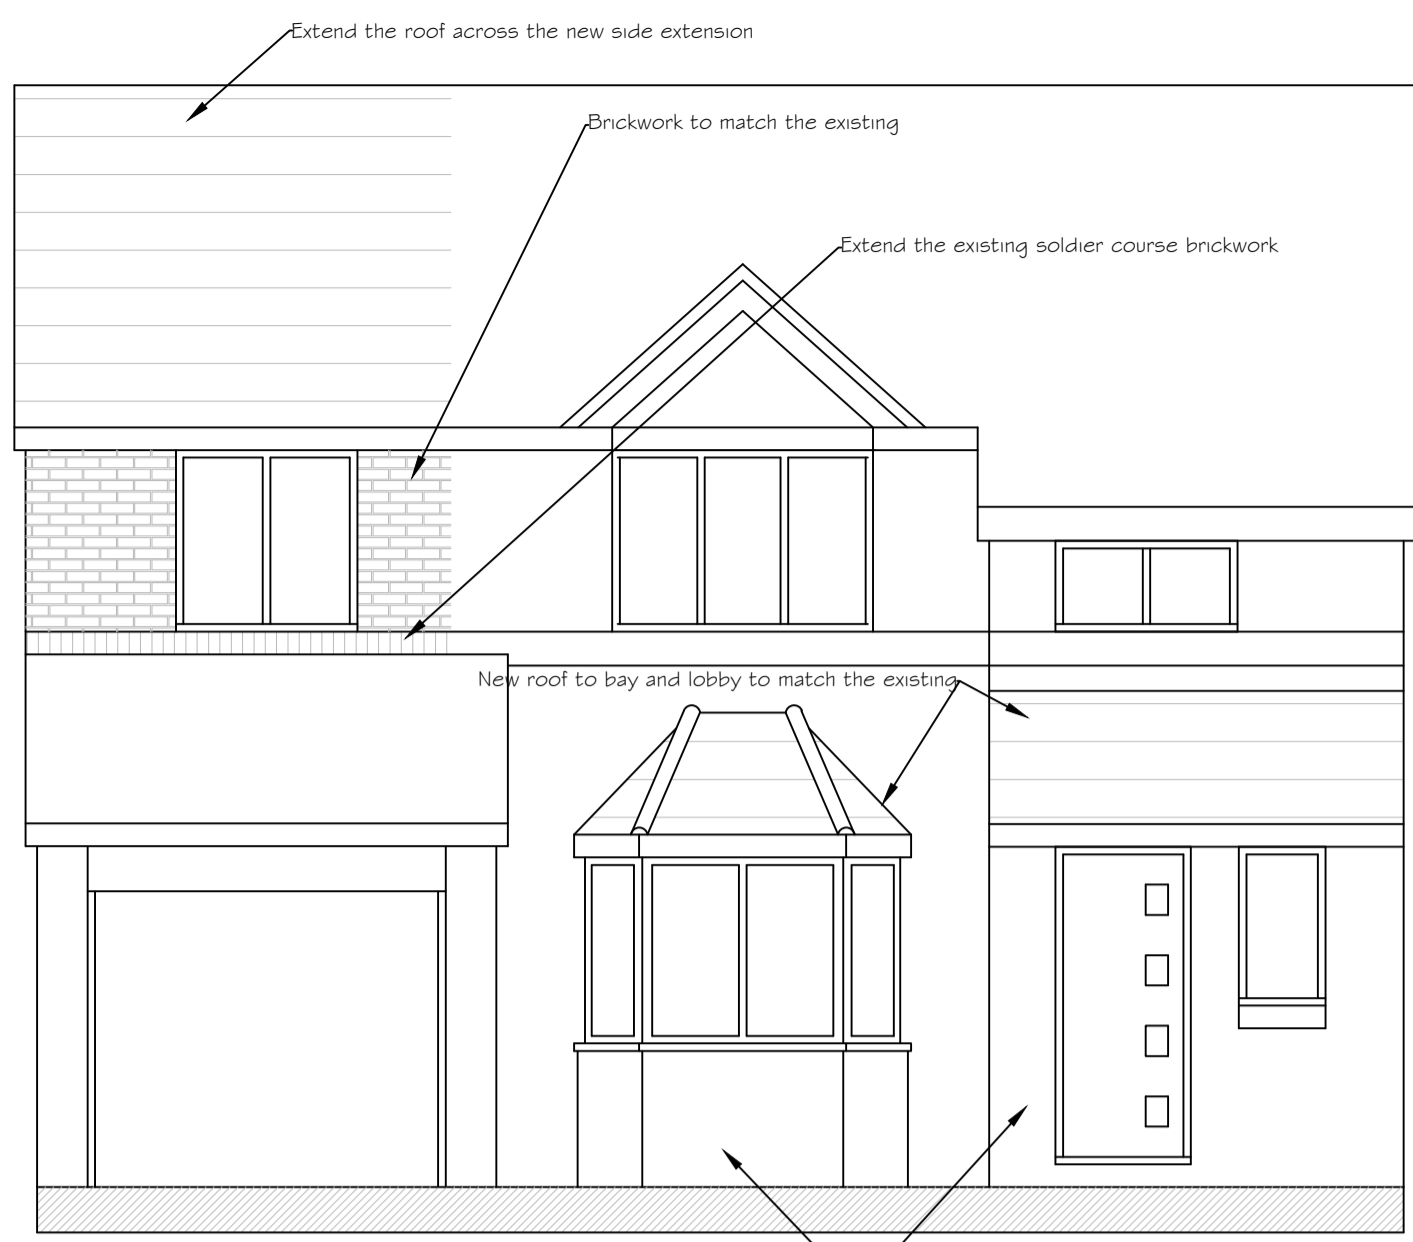 Extend the roof across the new side extension
Brickwork to match the existing
Extend the existing soldier course brickwork
New roof to bay and lobby to match the existing